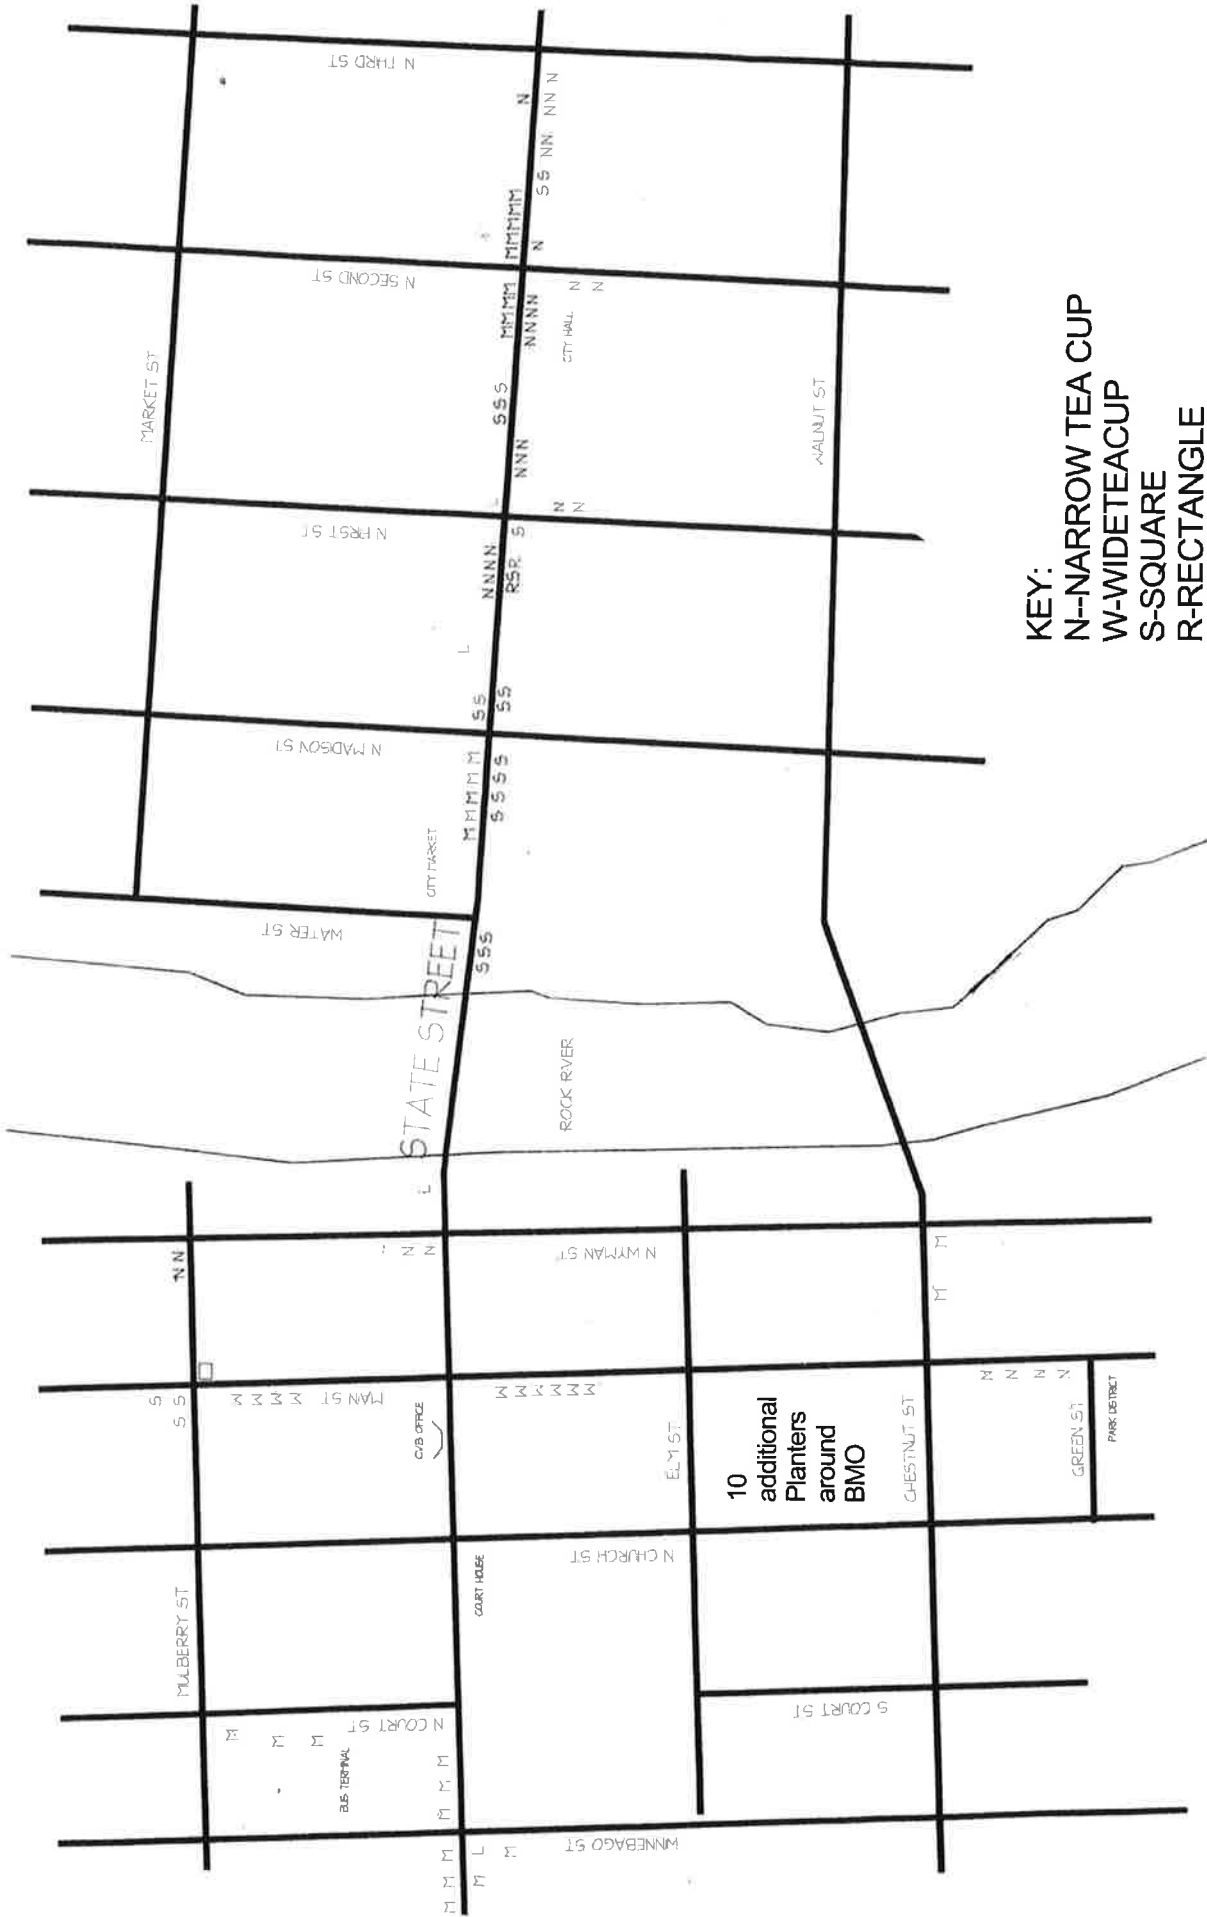 MARKET ST
MULBERRY ST
S S
S
N N
WATER ST
N MADISON ST
N FIRST ST
N SECOND ST
N THIRD ST
M
M
M
M M M M
MAIN ST
BUS TERMINAL
N COURT ST
CVB OFFICE
N
N
L
STATE STREET
CITY MARKET
L
M M M
M M M
M L
M
M M M M M
S S
N N N N
L
S S S
M M M M
M M M M M M
N
COURT HOUSE
S S S
S S S S
S S
R S R
S
N N N
N N N N
N
S S
N N
N N N
M M M M M
ROCK RIVER
N
N
CITY HALL
N
N
WINNEBAGO ST
N CHURCH ST
N WYMAN ST
ELM ST
10
additional
Planters
around
BMO
WALNUT ST
S COURT ST
CHESTNUT ST
M
M
N
N
N
N
GREEN ST
PARK DISTRICT
KEY:
N--NARROW TEA CUP
W-WIDETEACUP
S-SQUARE
R-RECTANGLE